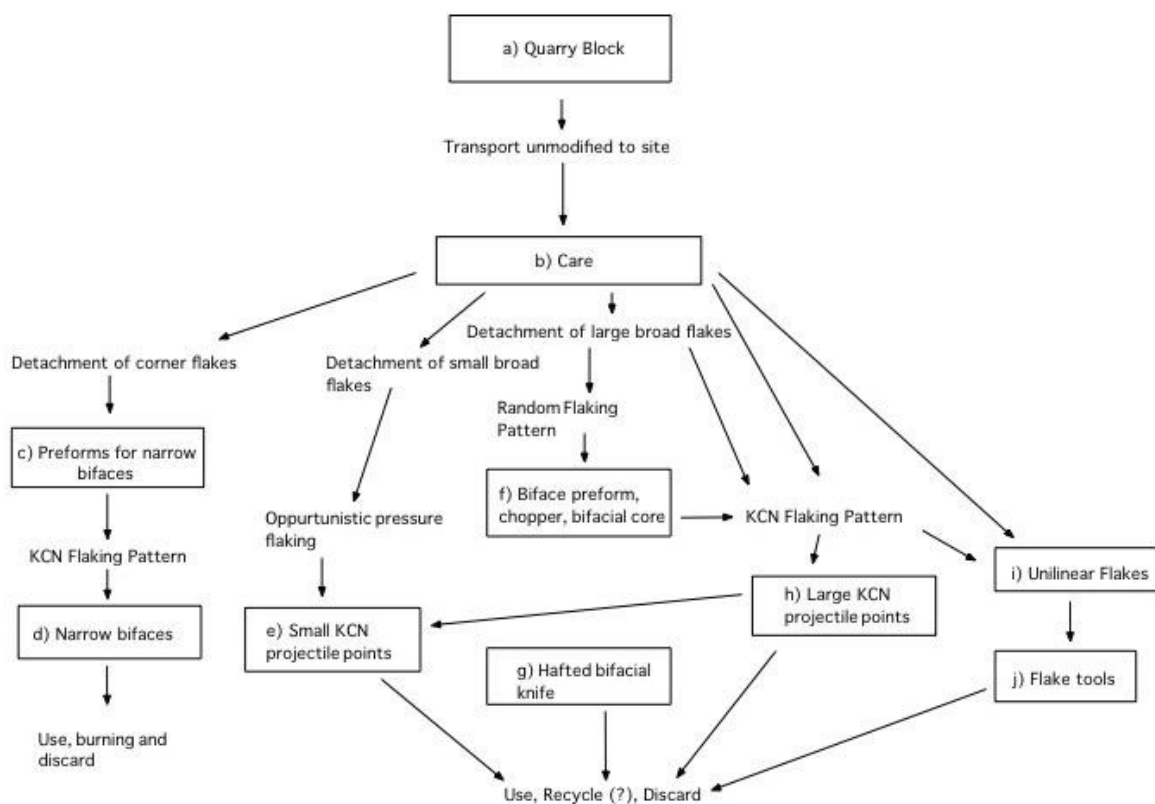 a) Quarry Block
Transport unmodified to site
b) Care
Detachment of large broad flakes
Detachment of corner flakes
Detachment of small broad
flakes
Random Flaking
Pattern
c) Preforms for narrow
bifaces
f) Biface preform,
chopper, bifacial core
Oppurtunistic pressure
flaking
KCN Flaking Pattern
KCN Flaking Pattern
i) Unilinear Flakes
h) Large KCN
projectile points
d) Narrow bifaces
e) Small KCN
projectile points
g) Hafted bifacial
knife
j) Flake tools
Use, burning and
discard
Use, Recycle (?), Discard